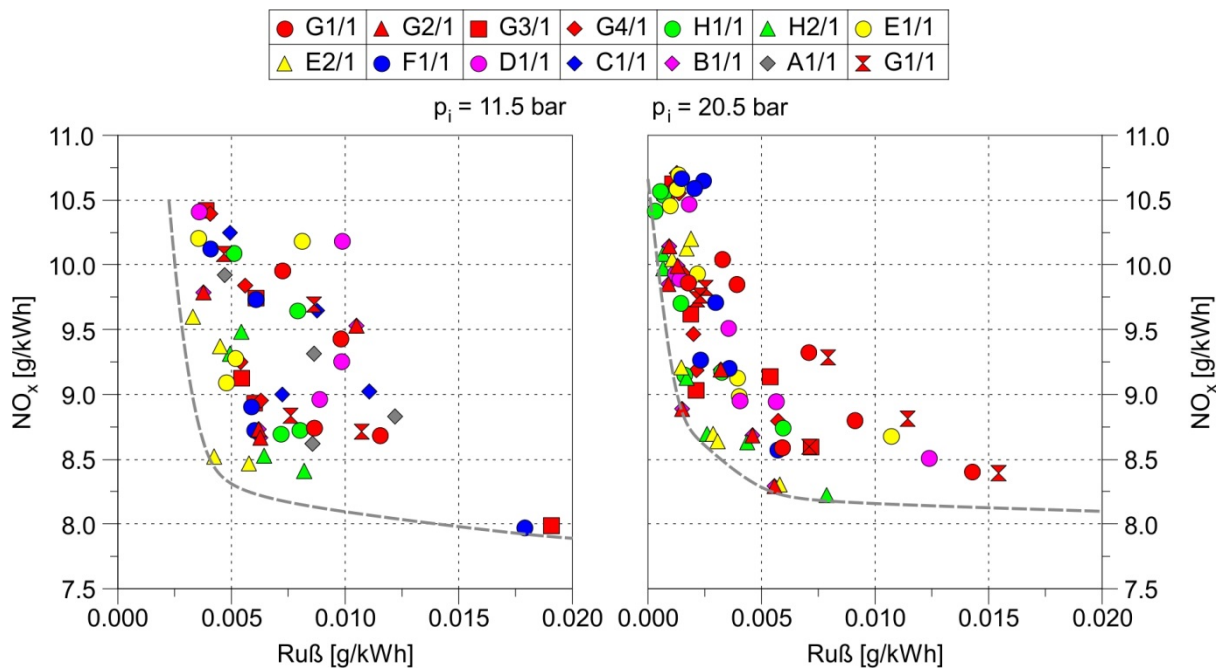 G1/1 G2/1 G3/1 G4/1 H1/1 H2/1 E1/1
E2/1 F1/1 D1/1 C1/1 B1/1 A1/1 G1/1
pi = 11.5 bar pi = 20.5 bar
11.0 11.0
10.5 10.5
10.0 10.0
9.5 9.5
9.0 9.0
8.5 8.5
8.0 8.0
7.5 7.5
NOx [g/kWh] NOx [g/kWh]
0.000 0.005 0.010 0.015 0.020 0.000 0.005 0.010 0.015 0.020
Ruß [g/kWh] Ruß [g/kWh]